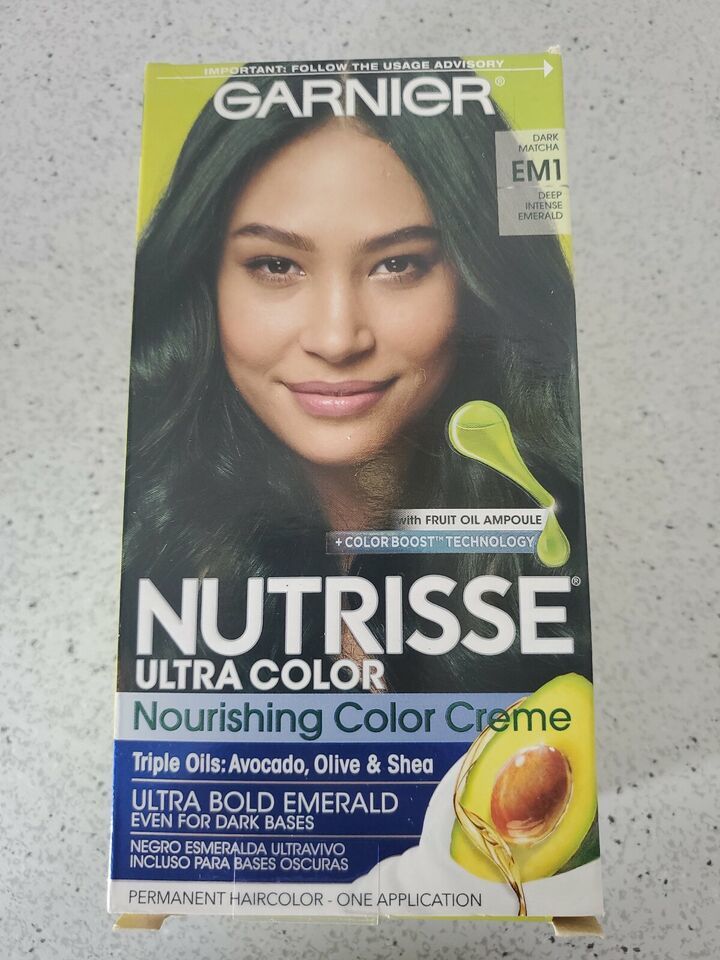 IMPORTANT: FOLLOW THE USAGE ADVISORY
GARNIER®
DARK
MATCHA
EM1
DEEP
INTENSE
EMERALD
with FRUIT OIL AMPOULE
+ COLOR BOOST™ TECHNOLOGY
NUTRISSE®
ULTRA COLOR
Nourishing Color Creme
Triple Oils: Avocado, Olive & Shea
ULTRA BOLD EMERALD
EVEN FOR DARK BASES
NEGRO ESMERALDA ULTRAVIVO
INCLUSO PARA BASES OSCURAS
PERMANENT HAIRCOLOR - ONE APPLICATION